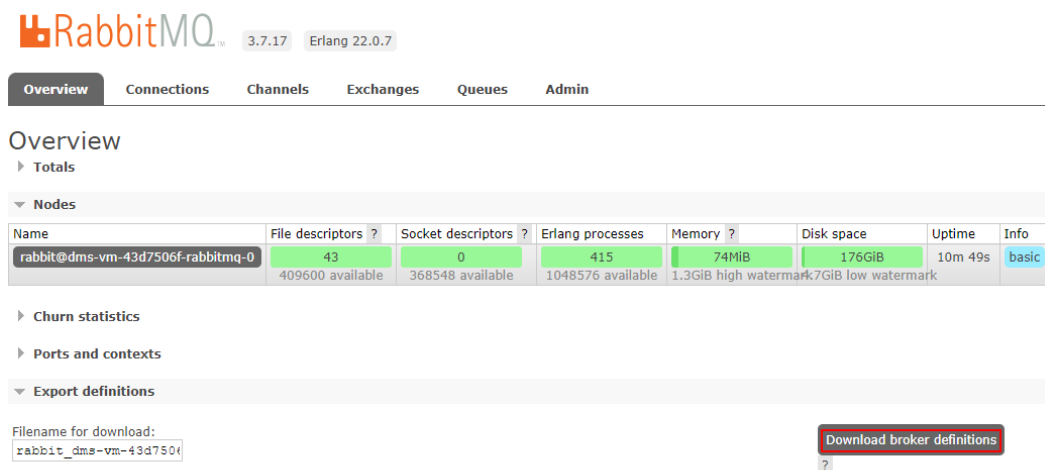 RabbitMQ™ 3.7.17 Erlang 22.0.7
Overview Connections Channels Exchanges Queues Admin
Overview
Totals
Nodes
Name File descriptors ? Socket descriptors ? Erlang processes Memory ? Disk space Uptime Info
rabbit@dms-vm-43d7506f-rabbitmq-0 43 0 415 74MiB 176GiB 10m 49s basic
409600 available 368548 available 1048576 available 1.3GiB high watermark 4.7GiB low watermark
Churn statistics
Ports and contexts
Export definitions
Filename for download:
rabbit_dms-vm-43d7506 Download broker definitions
?